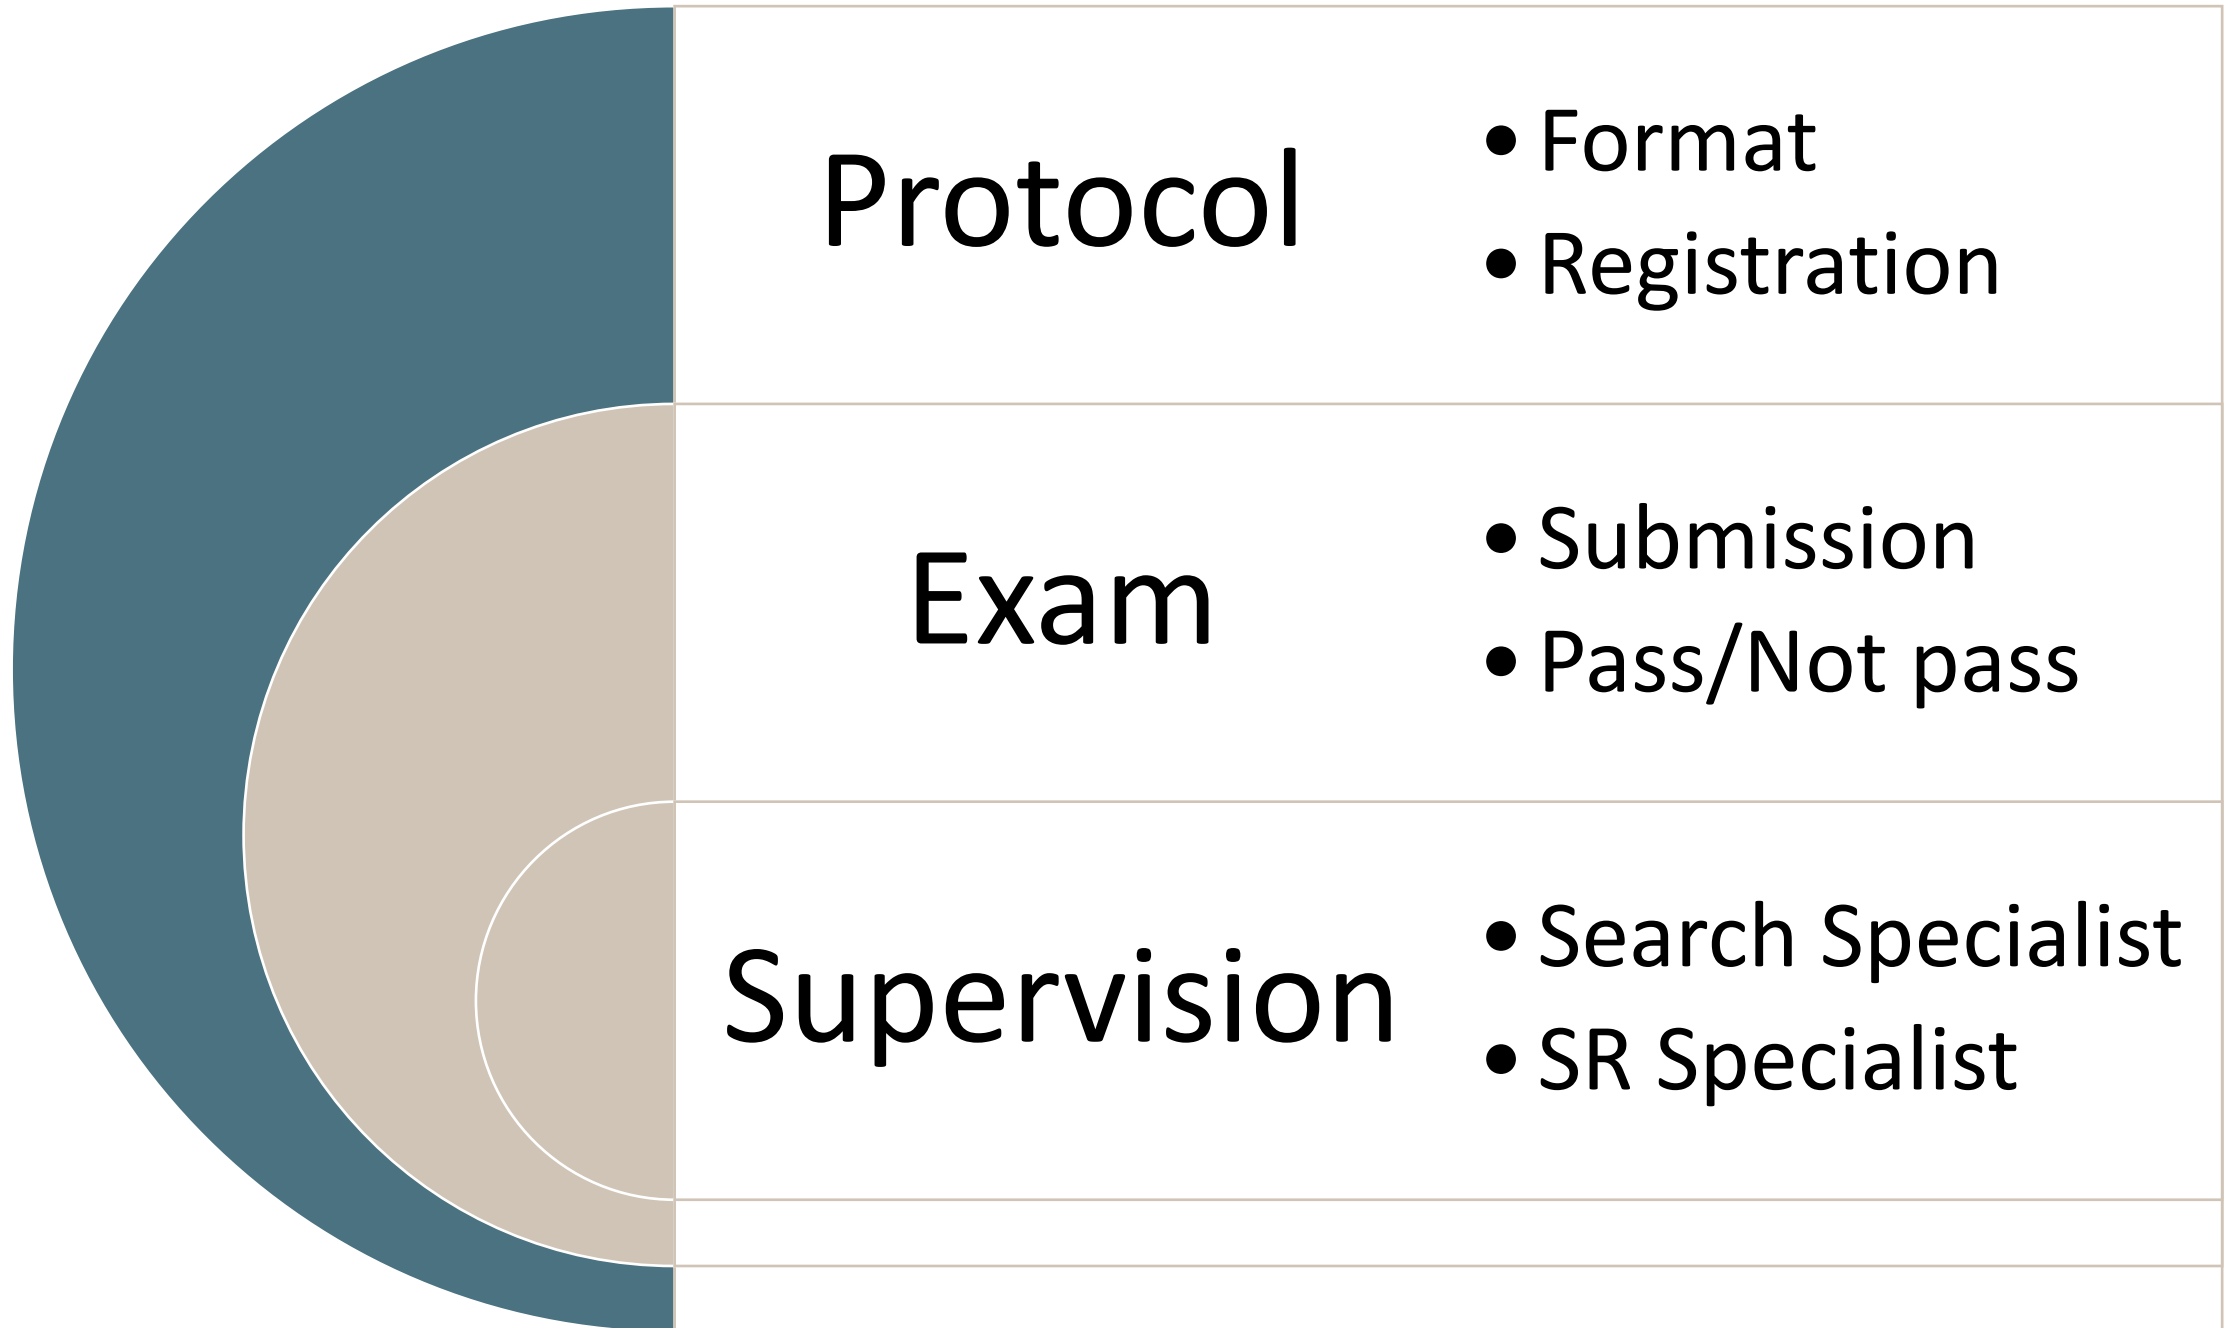 Protocol
• Format
• Registration
Exam
• Submission
• Pass/Not pass
Supervision
• Search Specialist
• SR Specialist